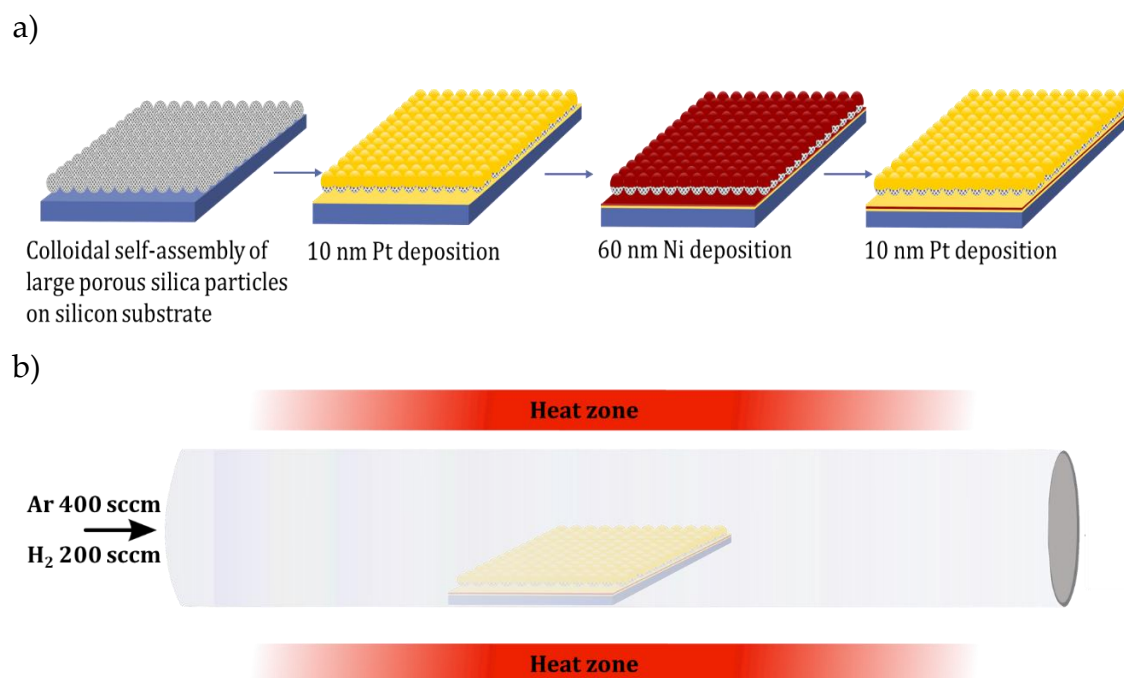 a)
Colloidal self-assembly of
large porous silica particles
on silicon substrate
10 nm Pt deposition
60 nm Ni deposition
10 nm Pt deposition
b)
Heat zone
Ar 400 sccm
H₂ 200 sccm
Heat zone